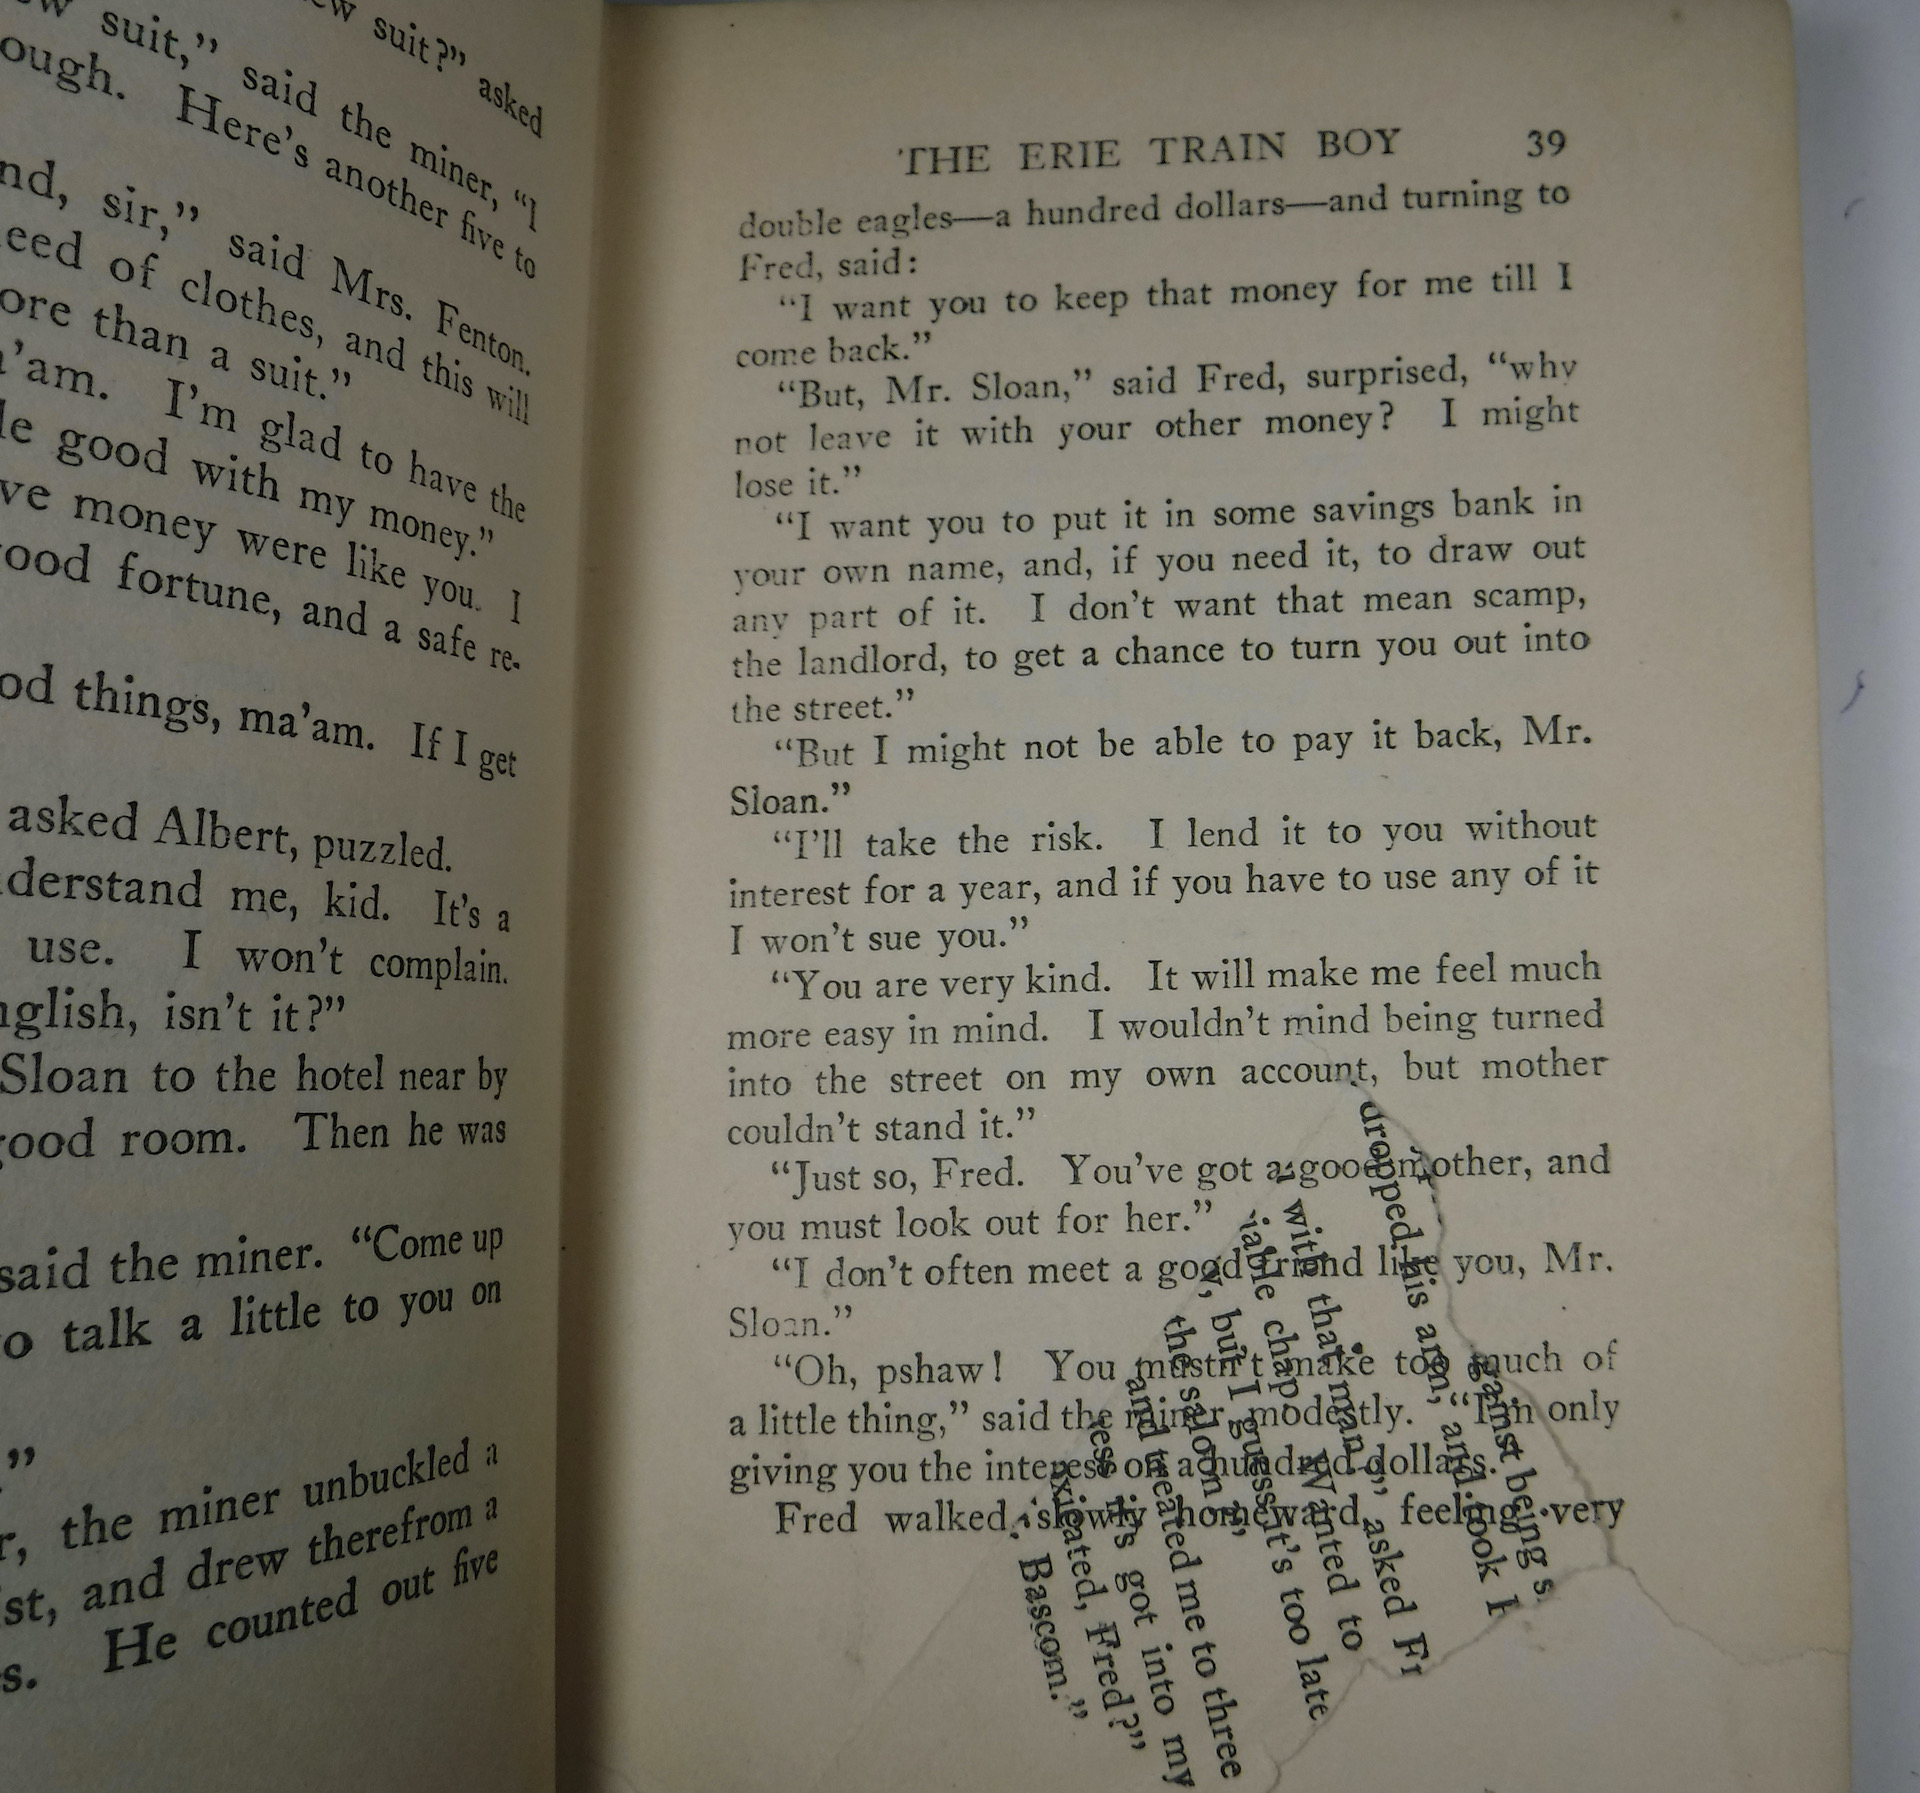 ew suit?" asked
suit," said the miner, "I
ough. Here's another five to
nd, sir," said Mrs. Fenton.
eed of clothes, and this will
ore than a suit."
'am. I'm glad to have the
le good with my money."
ve money were like you. I
ood fortune, and a safe re-
od things, ma'am. If I get
asked Albert, puzzled.
derstand me, kid. It's a
use. I won't complain.
nglish, isn't it?"
Sloan to the hotel near by
good room. Then he was
said the miner. "Come up
o talk a little to you on
."
r, the miner unbuckled a
st, and drew therefrom a
s. He counted out five
THE ERIE TRAIN BOY 39
double eagles—a hundred dollars—and turning to
Fred, said:
"I want you to keep that money for me till I
come back."
"But, Mr. Sloan," said Fred, surprised, "why
not leave it with your other money? I might
lose it."
"I want you to put it in some savings bank in
your own name, and, if you need it, to draw out
any part of it. I don't want that mean scamp,
the landlord, to get a chance to turn you out into
the street."
"But I might not be able to pay it back, Mr.
Sloan."
"I'll take the risk. I lend it to you without
interest for a year, and if you have to use any of it
I won't sue you."
"You are very kind. It will make me feel much
more easy in mind. I wouldn't mind being turned
into the street on my own account, but mother
couldn't stand it."
"Just so, Fred. You've got a good mother, and
you must look out for her."
"I don't often meet a good friend like you, Mr.
Sloan."
"Oh, pshaw! You mustn't make too much of
a little thing," said the miner, modestly. "I'm only
giving you the interest on a hundred dollars."
Fred walked slowly homeward, feeling very
gainst being s
dropped his arm, and took
with that man," asked Fr
iable chap. Wanted to
, but I guess it's too late
the saloon
and treated me to three
ess it's got into my
oxicated, Fred?"
Bascom."